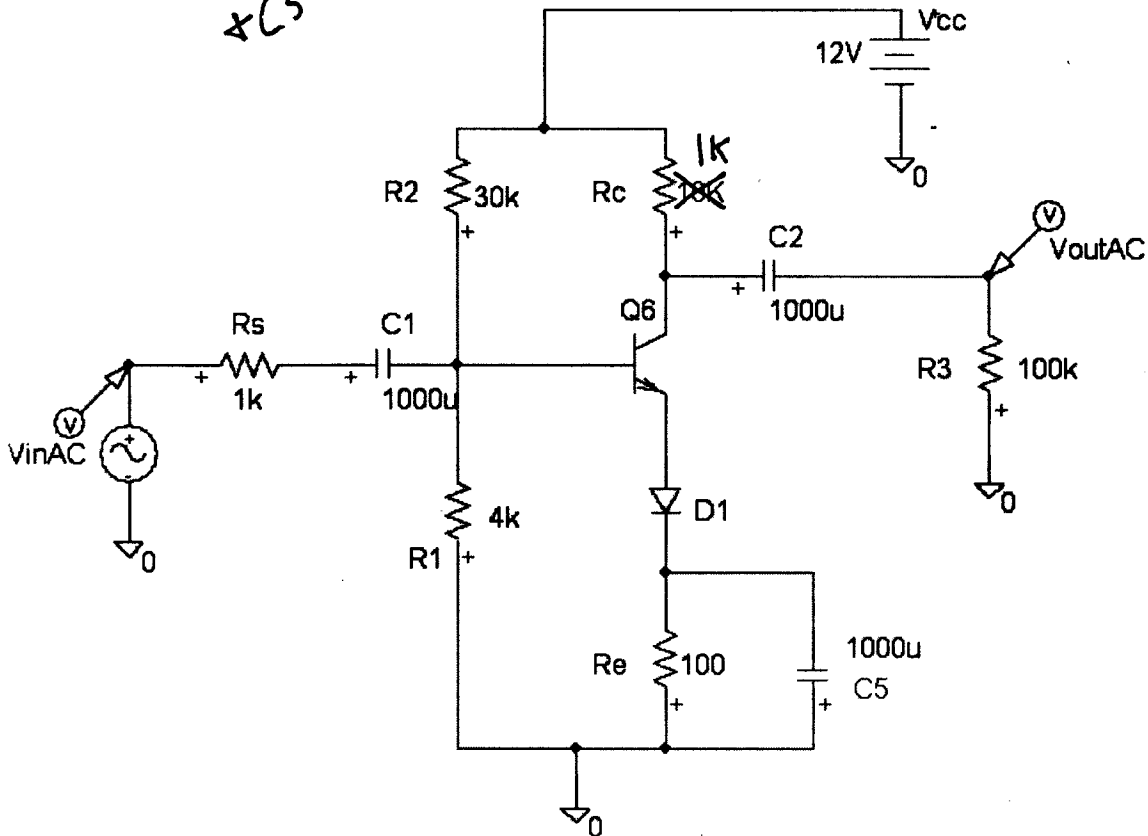 Vcc
12V
0
1K
R2 30k
Rc
+ +
C2
VoutAC
V
+
1000u
Q6
Rs
C1
R3 100k
+ +
1k
1000u
+
V
VinAC
+
-
0
0
4k
R1 +
D1
1000u
Re 100
C5
+ +
0